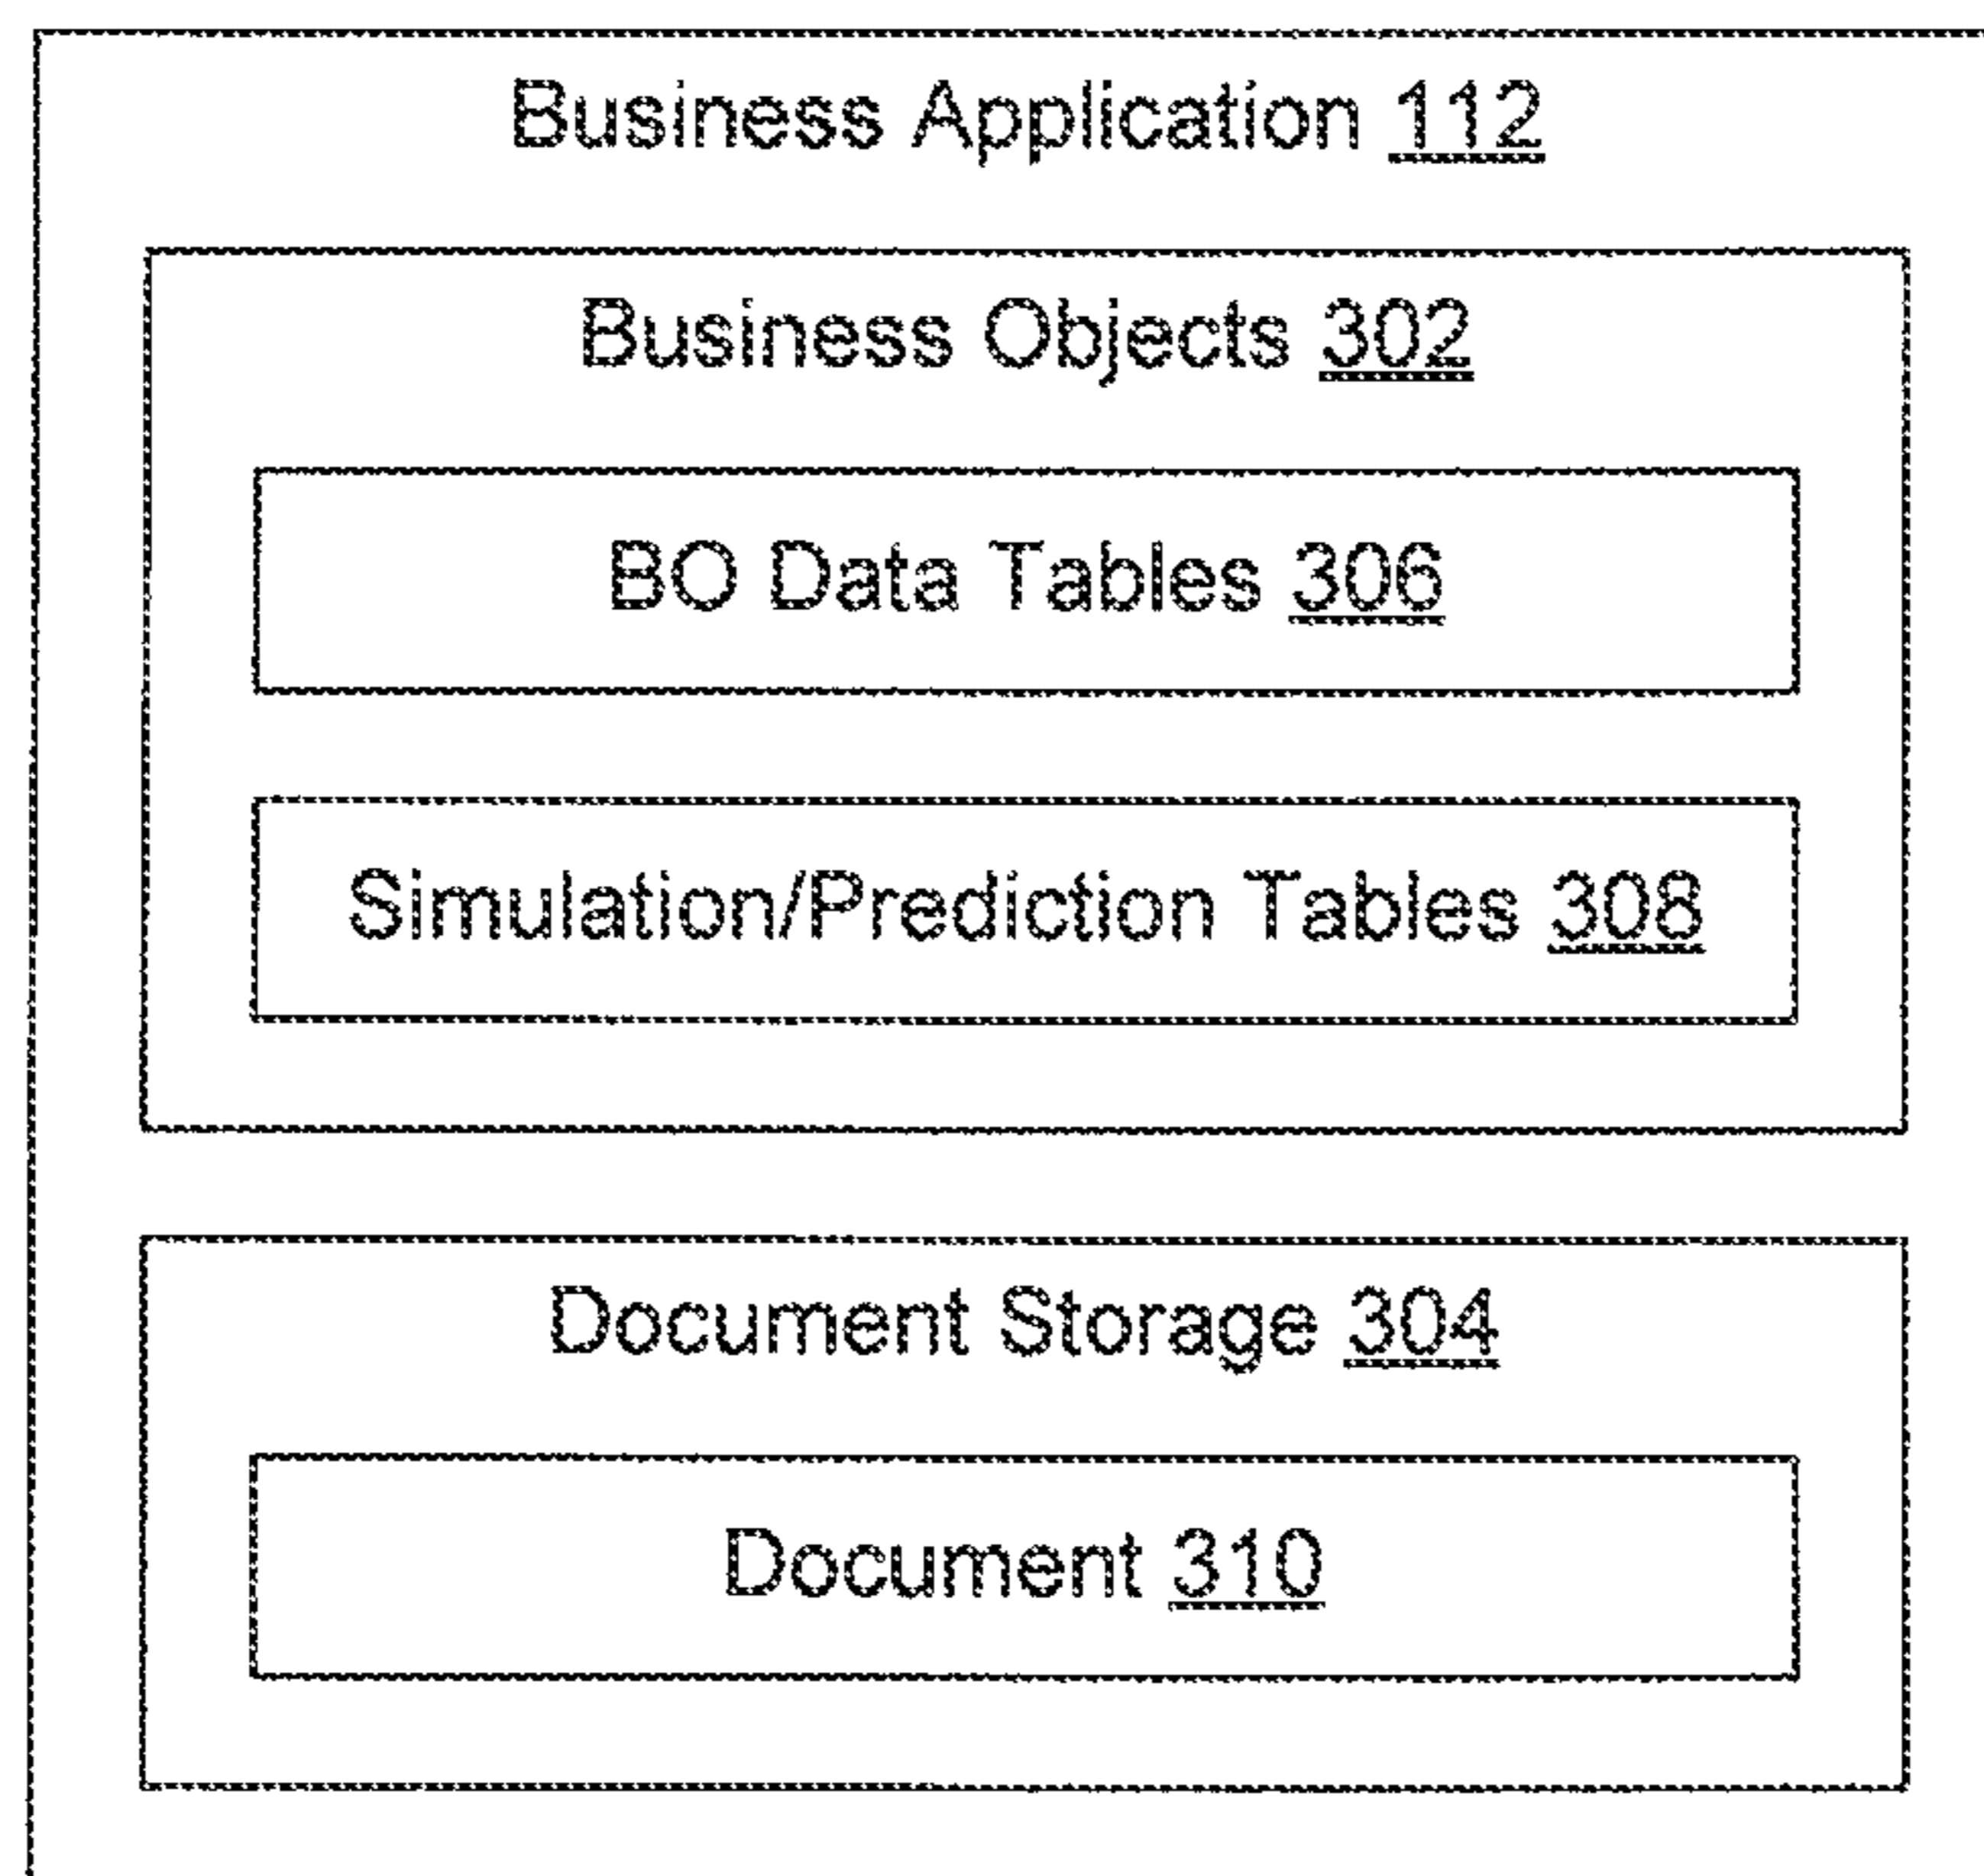 Business Application 112
Business Objects 302
BO Data Tables 306
Simulation/Prediction Tables 308
Document Storage 304
Document 310